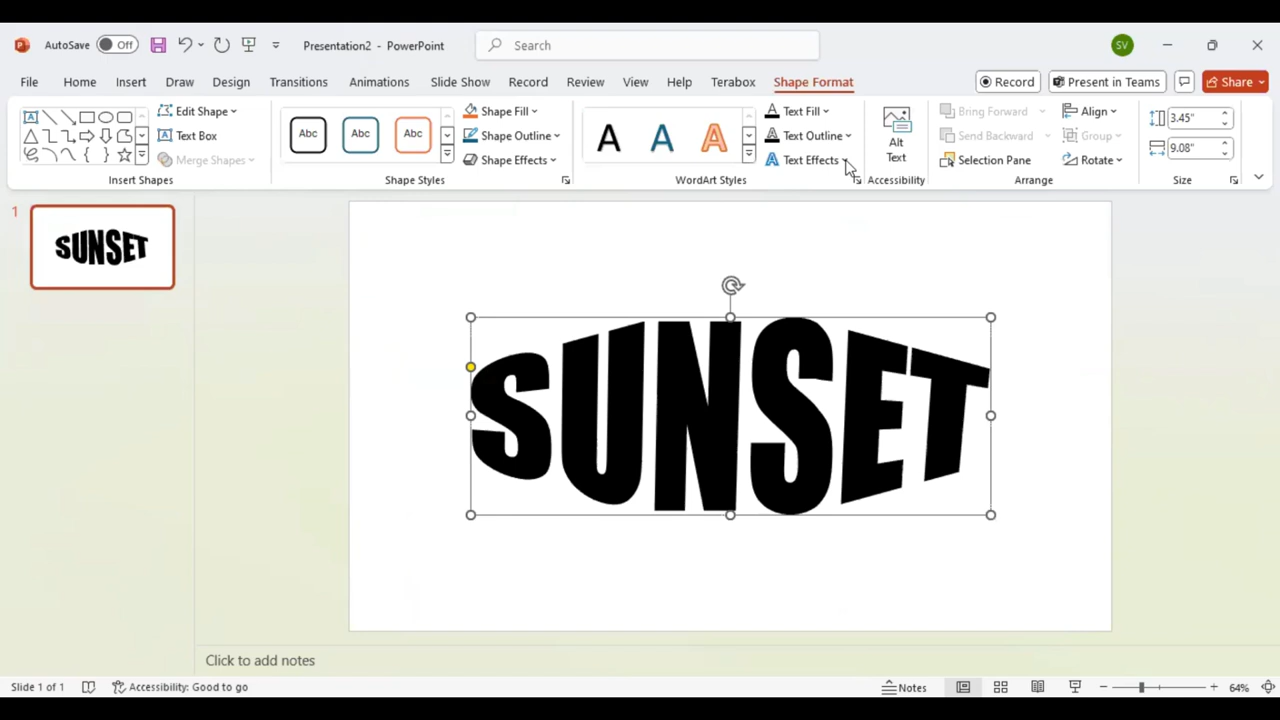 AutoSave Off Presentation2 - PowerPoint Search SV
File Home Insert Draw Design Transitions Animations Slide Show Record Review View Help Terabox Shape Format Record Present in Teams Share
Edit Shape Abc Abc Abc Shape Fill A A A Text Fill Bring Forward Align 3.45"
Text Box Shape Outline Text Outline Alt Text Send Backward Group 9.08"
Merge Shapes Shape Effects Text Effects Selection Pane Rotate
Insert Shapes Shape Styles WordArt Styles Accessibility Arrange Size
1
SUNSET
SUNSET
Click to add notes
Slide 1 of 1 Accessibility: Good to go Notes 64%